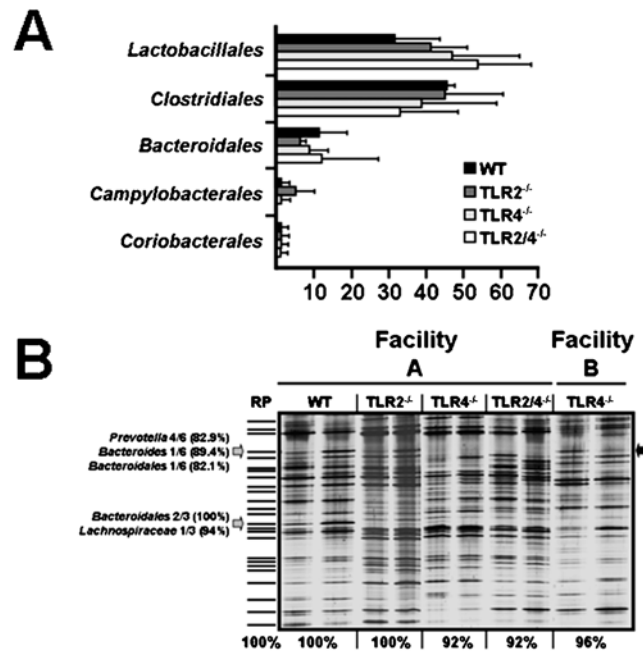 A
Lactobacillales
Clostridiales
Bacteroidales
Campylobacterales
Coriobacterales
WT
TLR2-/-
TLR4-/-
TLR2/4-/-
10 20 30 40 50 60 70
B
Facility A
Facility B
RP WT TLR2-/- TLR4-/- TLR2/4-/- TLR4-/-
Prevotella 4/6 (82.9%)
Bacteroides 1/6 (89.4%)
Bacteroidales 1/6 (82.1%)
Bacteroidales 2/3 (100%)
Lachnospiraceae 1/3 (94%)
100% 100% 100% 92% 92% 96%